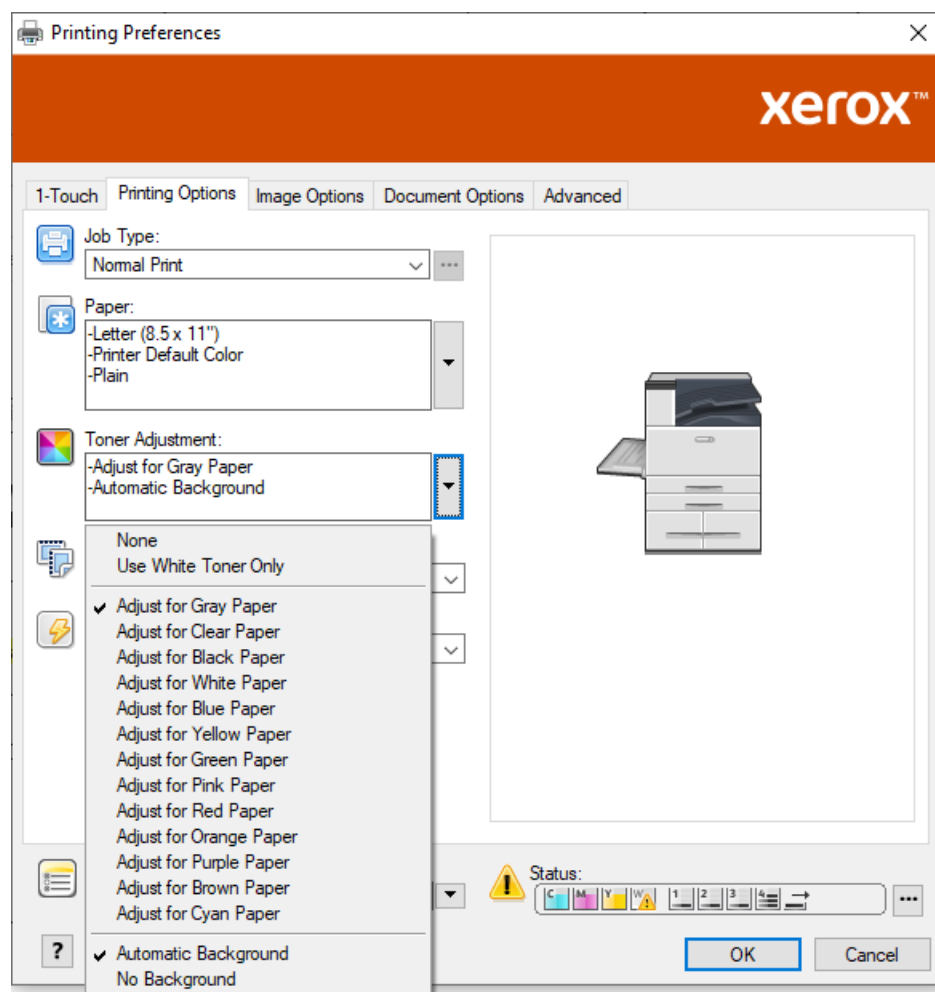 Printing Preferences
xerox™
1-Touch Printing Options Image Options Document Options Advanced
Job Type:
Normal Print
Paper:
-Letter (8.5 x 11")
-Printer Default Color
-Plain
Toner Adjustment:
-Adjust for Gray Paper
-Automatic Background
None
Use White Toner Only
Adjust for Gray Paper
Adjust for Clear Paper
Adjust for Black Paper
Adjust for White Paper
Adjust for Blue Paper
Adjust for Yellow Paper
Adjust for Green Paper
Adjust for Pink Paper
Adjust for Red Paper
Adjust for Orange Paper
Adjust for Purple Paper
Adjust for Brown Paper
Adjust for Cyan Paper
Automatic Background
No Background
Status:
C M Y W 1 2 3 4
?
OK Cancel